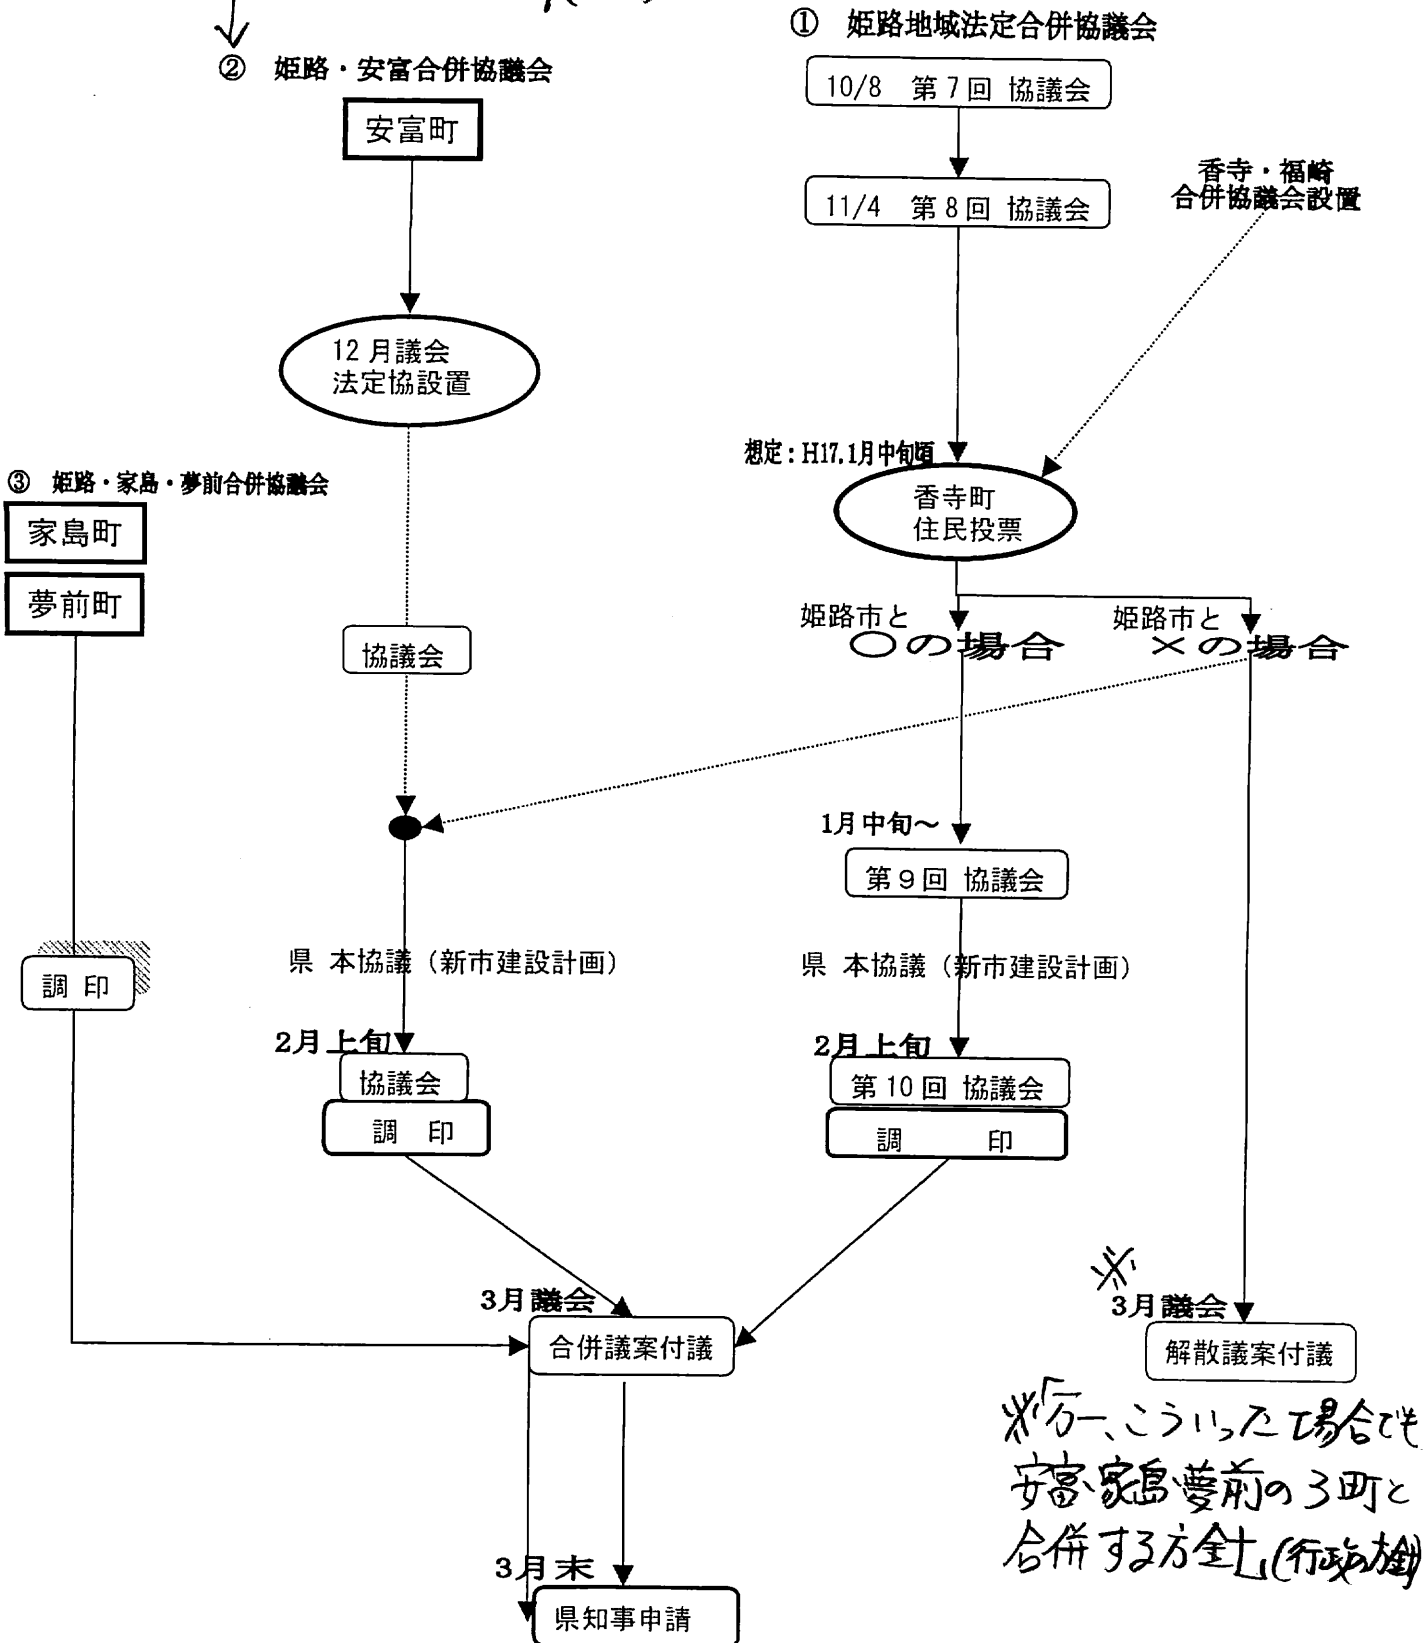 ① 姫路地域法定合併協議会
10/8 第7回 協議会
11/4 第8回 協議会
香寺・福崎
合併協議会設置
想定：H17.1月中旬頃
香寺町
住民投票
姫路市と
○の場合
姫路市と
×の場合
1月中旬～
第9回 協議会
県 本協議（新市建設計画）
2月上旬
第10回 協議会
調 印
② 姫路・安富合併協議会
安富町
12月議会
法定協設置
協議会
県 本協議（新市建設計画）
2月上旬
協議会
調 印
③ 姫路・家島・夢前合併協議会
家島町
夢前町
調 印
3月議会
合併議案付議
3月末
県知事申請
※
3月議会
解散議案付議
※「万一、こういった場合でも
安富・家島・夢前の3町と
合併する方針」(行政の方針)